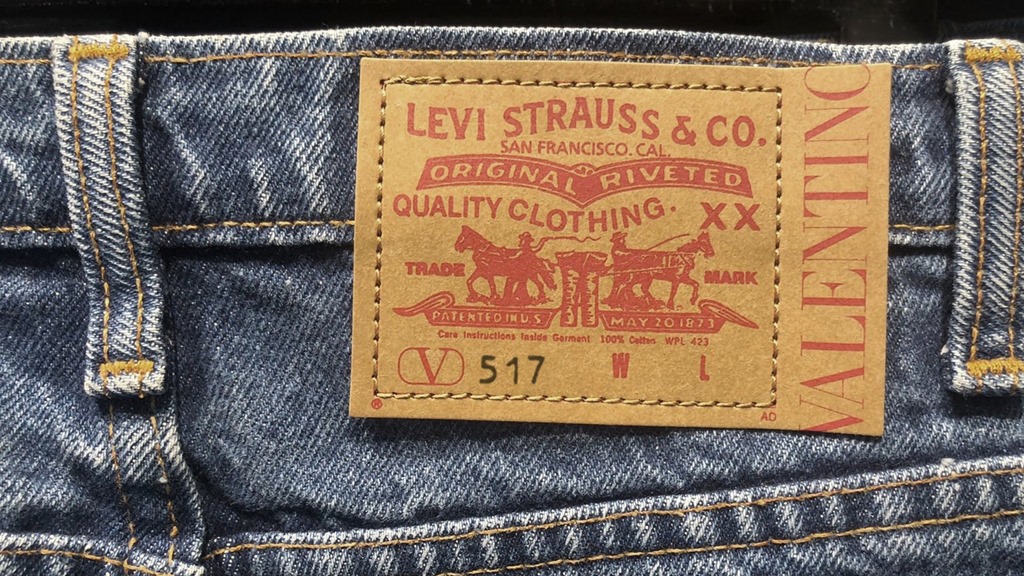 LEVI STRAUSS & CO.
SAN FRANCISCO. CAL.
ORIGINAL RIVETED
QUALITY CLOTHING. XX
TRADE MARK
PATENTED IN U.S. MAY 20 1873
Care Instructions Inside Garment 100% Cotton WPL 423
V 517 W L
® AD
VALENTINO